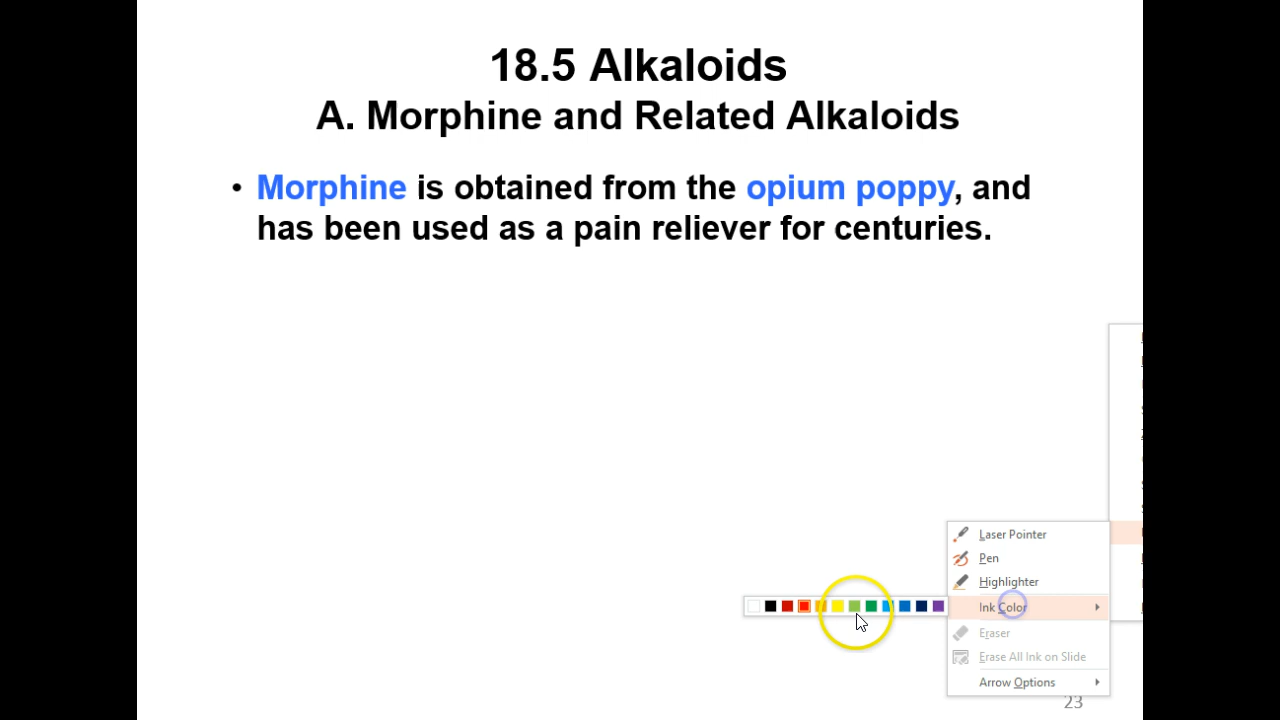 18.5 Alkaloids
A. Morphine and Related Alkaloids
• Morphine is obtained from the opium poppy, and
has been used as a pain reliever for centuries.
Laser Pointer
Pen
Highlighter
Ink Color
Eraser
Erase All Ink on Slide
Arrow Options
23